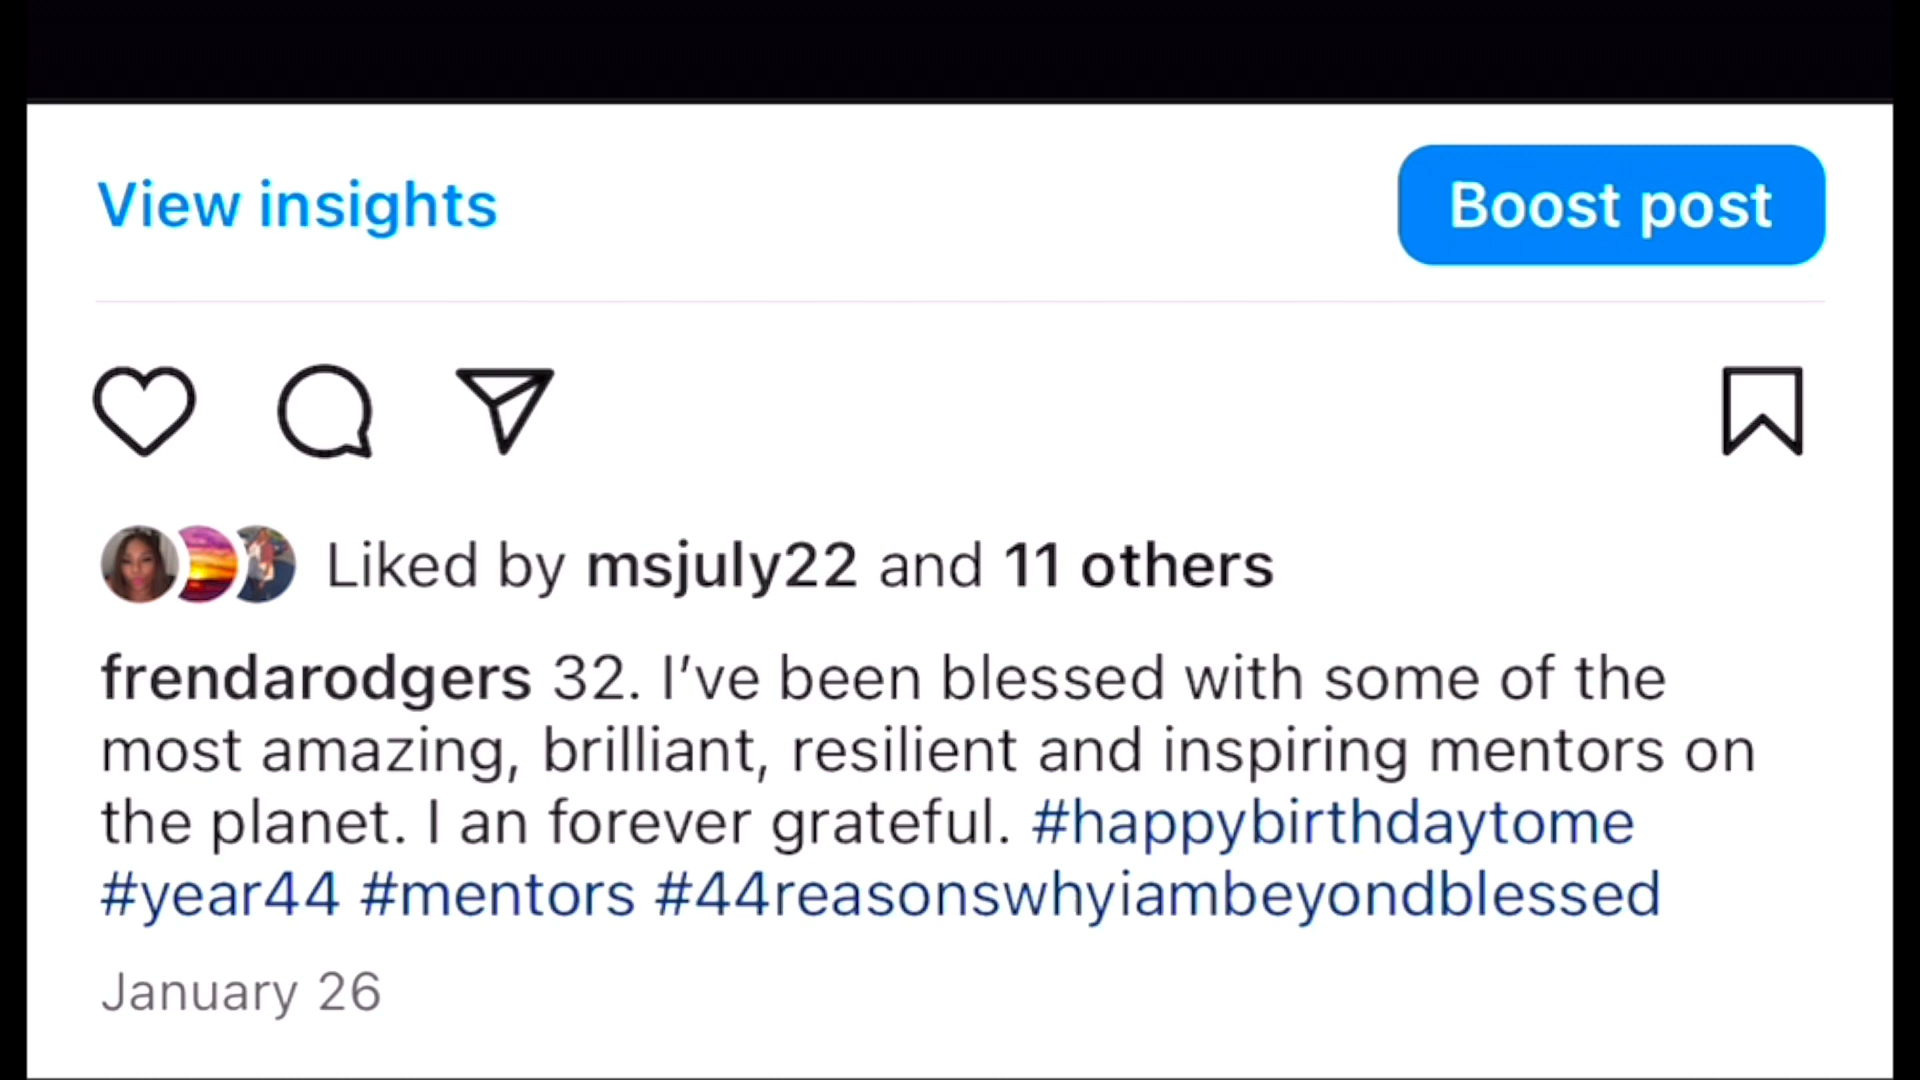 View insights
Boost post
Liked by msjuly22 and 11 others
frendarodgers 32. I’ve been blessed with some of the
most amazing, brilliant, resilient and inspiring mentors on
the planet. I an forever grateful. #happybirthdaytome
#year44 #mentors #44reasonswhyiambeyondblessed
January 26